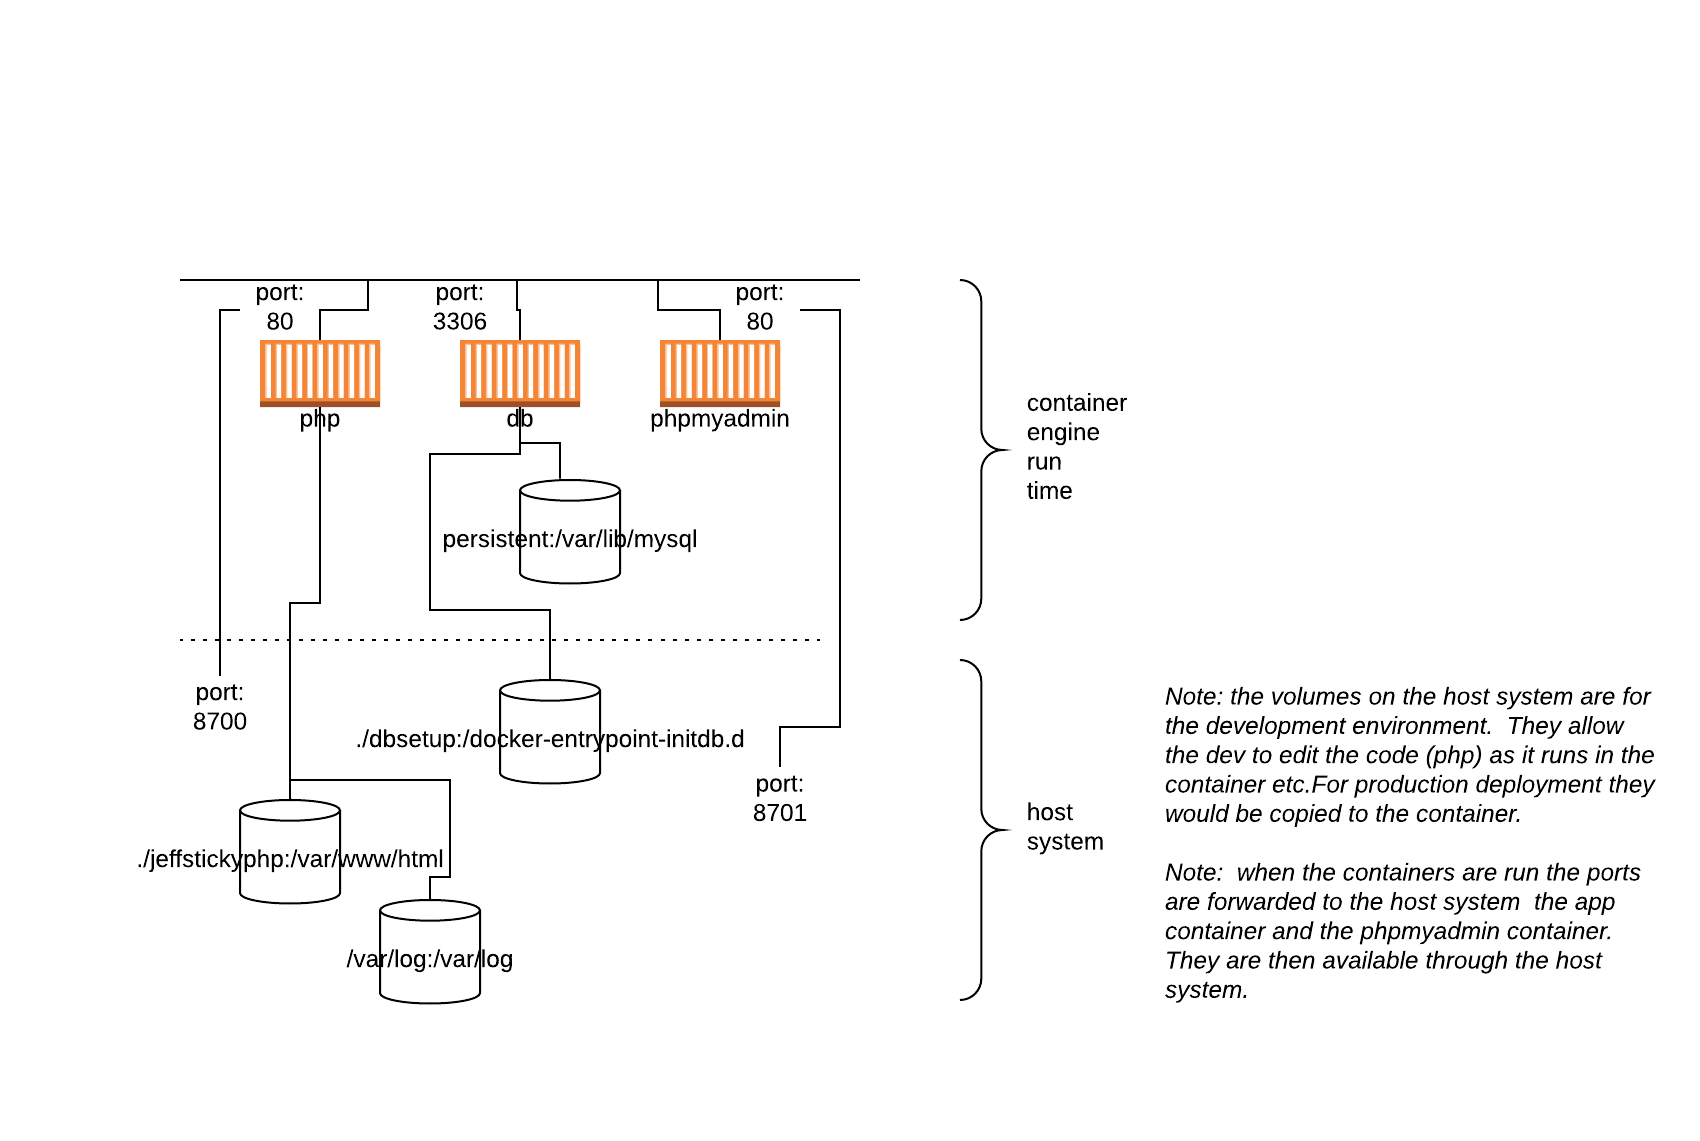 port:
80
port:
3306
port:
80
php
db
phpmyadmin
container
engine
run
time
persistent:/var/lib/mysql
port:
8700
./dbsetup:/docker-entrypoint-initdb.d
port:
8701
./jeffstickyphp:/var/www/html
/var/log:/var/log
host
system
Note: the volumes on the host system are for
the development environment.  They allow
the dev to edit the code (php) as it runs in the
container etc.For production deployment they
would be copied to the container.
Note:  when the containers are run the ports
are forwarded to the host system  the app
container and the phpmyadmin container.
They are then available through the host
system.